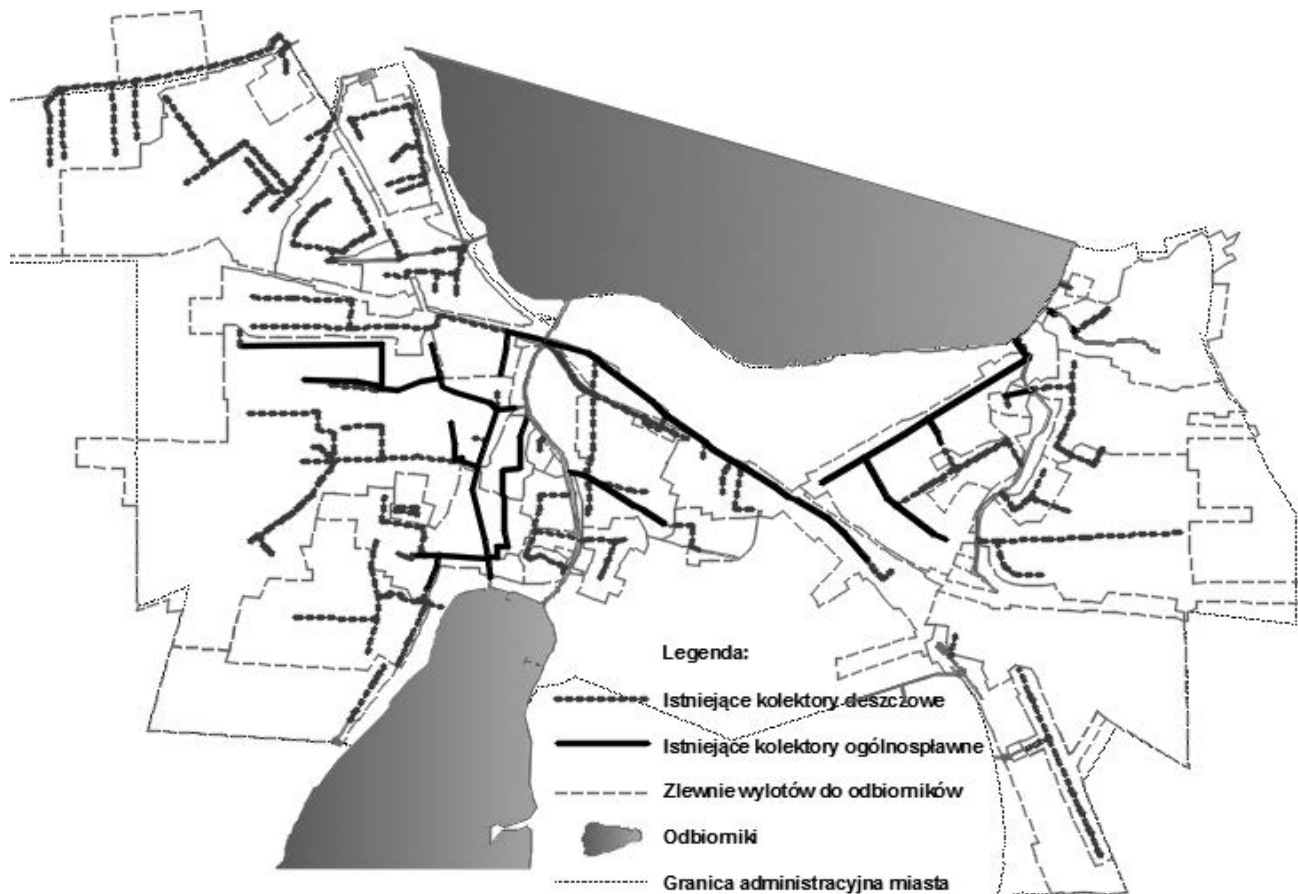 Legenda:
Istniejące kolektory deszczowe
Istniejące kolektory ogólnospławne
Zlewnie wylotów do odbiorników
Odbiorniki
Granica administracyjna miasta